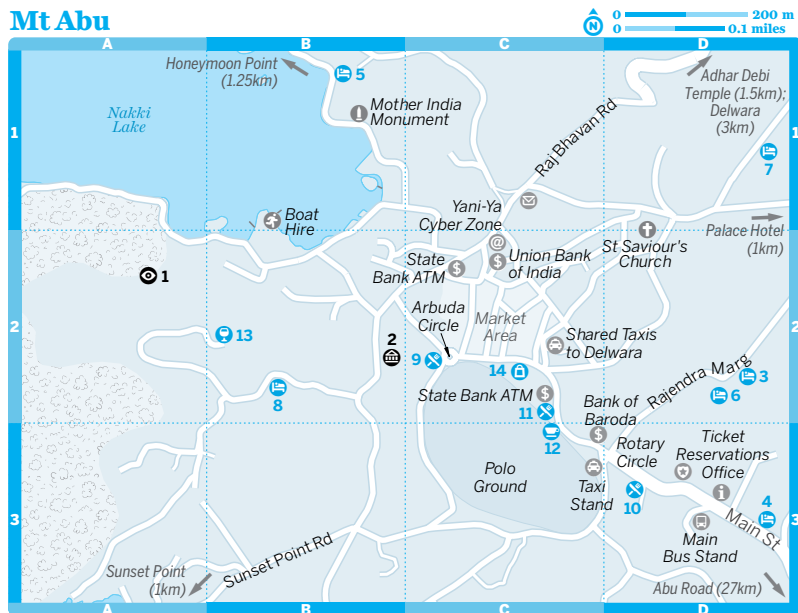 Mt Abu
N
0 200 m
0 0.1 miles
A B C D
Honeymoon Point
(1.25km)
5
Adhar Debi
Temple (1.5km);
Delwara
(3km)
Nakki
Lake
Mother India
Monument
Raj Bhavan Rd
1 1
7
Yani-Ya
Cyber Zone
@
Boat
Hire
St Saviour's
Church
Palace Hotel
(1km)
State
Bank ATM
$
$
Union Bank
of India
1
Arbuda
Circle
Market
Area
2 2
13
2
9
Shared Taxis
to Delwara
14
Rajendra Marg
3
6
8
State Bank ATM
$
11
Bank of
Baroda
$
12
Rotary
Circle
Ticket
Reservations
Office
Polo
Ground
Taxi
Stand
10
4
3 3
Main St
Main
Bus Stand
Sunset Point Rd
Sunset Point
(1km)
Abu Road (27km)
A B C D